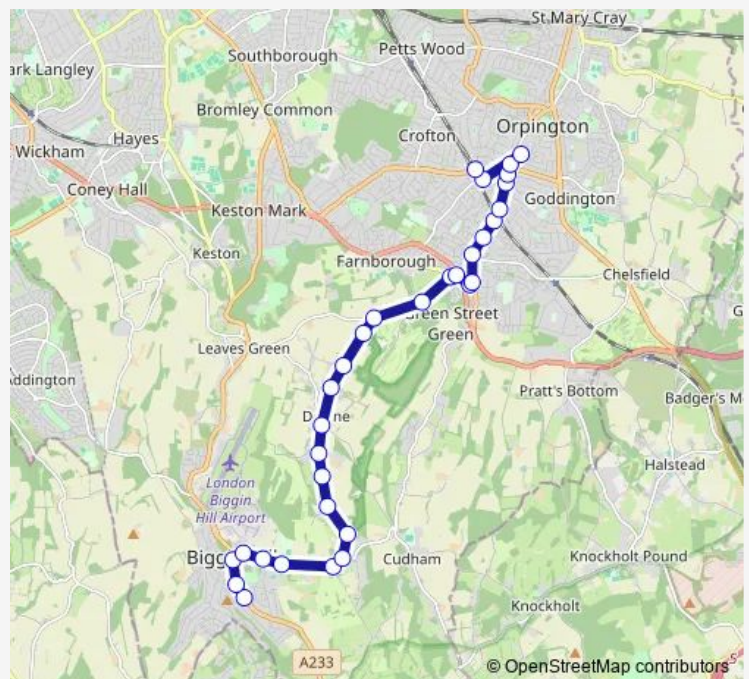 St Mary Cray
Petts Wood
Southborough
ark Langley
Bromley Common
Orpington
Crofton
Hayes
Wickham
Coney Hall
Goddington
Keston Mark
Keston
Farnborough
Chelsfield
Green Street
Green
Leaves Green
Addington
Pratt's Bottom
Badger's M
Halstead
London
Biggin
Hill Airport
Cudham
Knockholt Pound
Knockholt
A233
© OpenStreetMap contributors